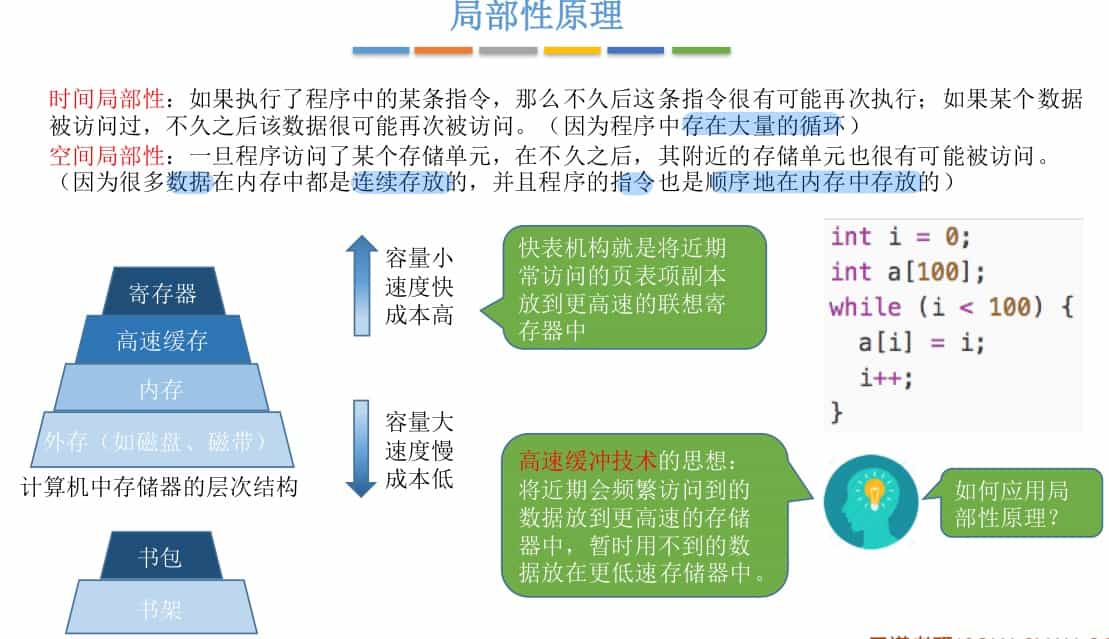 局部性原理
时间局部性：如果执行了程序中的某条指令，那么不久后这条指令很有可能再次执行；如果某个数据
被访问过，不久之后该数据很可能再次被访问。（因为程序中存在大量的循环）
空间局部性：一旦程序访问了某个存储单元，在不久之后，其附近的存储单元也很有可能被访问。
（因为很多数据在内存中都是连续存放的，并且程序的指令也是顺序地在内存中存放的）
寄存器
高速缓存
内存
外存（如磁盘、磁带）
计算机中存储器的层次结构
书包
书架
容量小
速度快
成本高
容量大
速度慢
成本低
快表机构就是将近期
常访问的页表项副本
放到更高速的联想寄
存器中
高速缓冲技术的思想：
将近期会频繁访问到的
数据放到更高速的存储
器中，暂时用不到的数
据放在更低速存储器中。
int i = 0;
int a[100];
while (i < 100) {
a[i] = i;
i++;
}
如何应用局
部性原理？